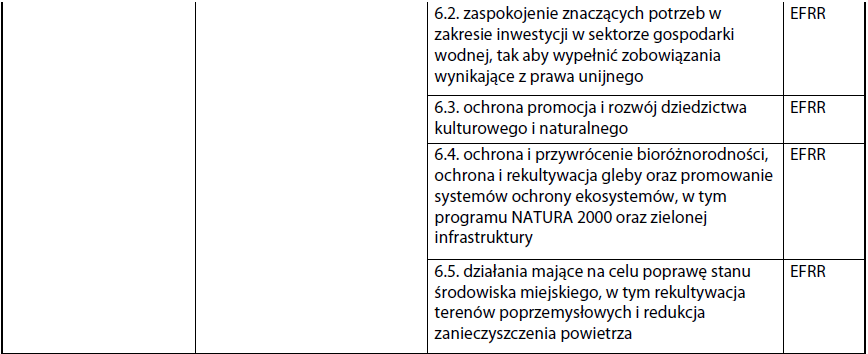 6.2. zaspokojenie znaczących potrzeb w EFRR
zakresie inwestycji w sektorze gospodarki
wodnej, tak aby wypełnić zobowiązania
wynikające z prawa unijnego
6.3. ochrona promocja i rozwój dziedzictwa EFRR
kulturowego i naturalnego
6.4. ochrona i przywrócenie bioróżnorodności, EFRR
ochrona i rekultywacja gleby oraz promowanie
systemów ochrony ekosystemów, w tym
programu NATURA 2000 oraz zielonej
infrastruktury
6.5. działania mające na celu poprawę stanu EFRR
środowiska miejskiego, w tym rekultywacja
terenów poprzemysłowych i redukcja
zanieczyszczenia powietrza